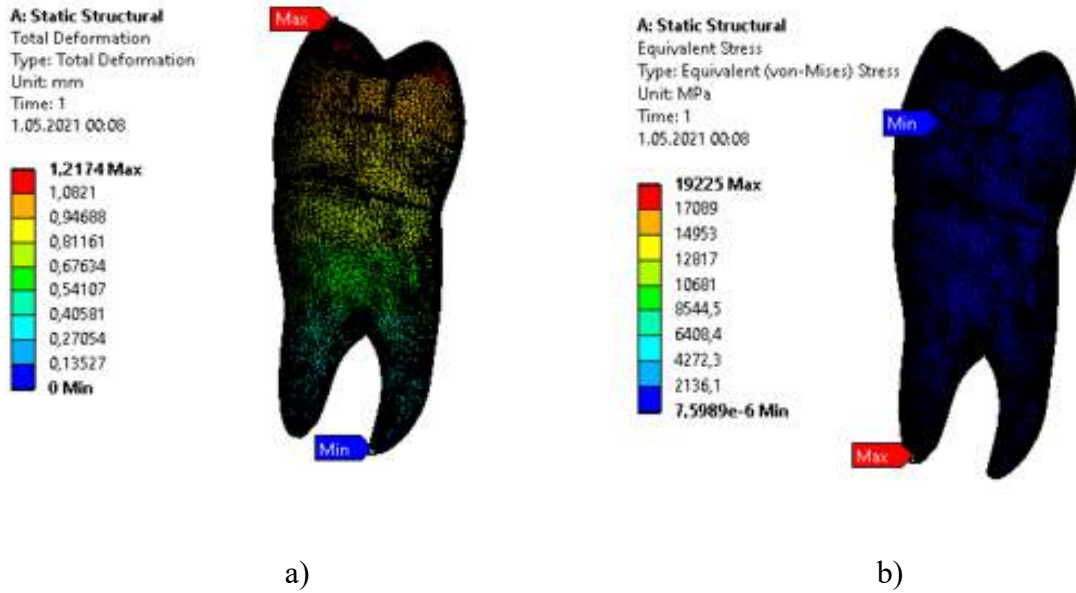 A: Static Structural
Total Deformation
Type: Total Deformation
Unit: mm
Time: 1
1.05.2021 00:08
1,2174 Max
1,0821
0,94688
0,81161
0,67634
0,54107
0,40581
0,27054
0,13527
0 Min
Max
Min
A: Static Structural
Equivalent Stress
Type: Equivalent (von-Mises) Stress
Unit: MPa
Time: 1
1.05.2021 00:08
19225 Max
17089
14953
12817
10681
8544,5
6408,4
4272,3
2136,1
7,5989e-6 Min
Min
Max
a)
b)